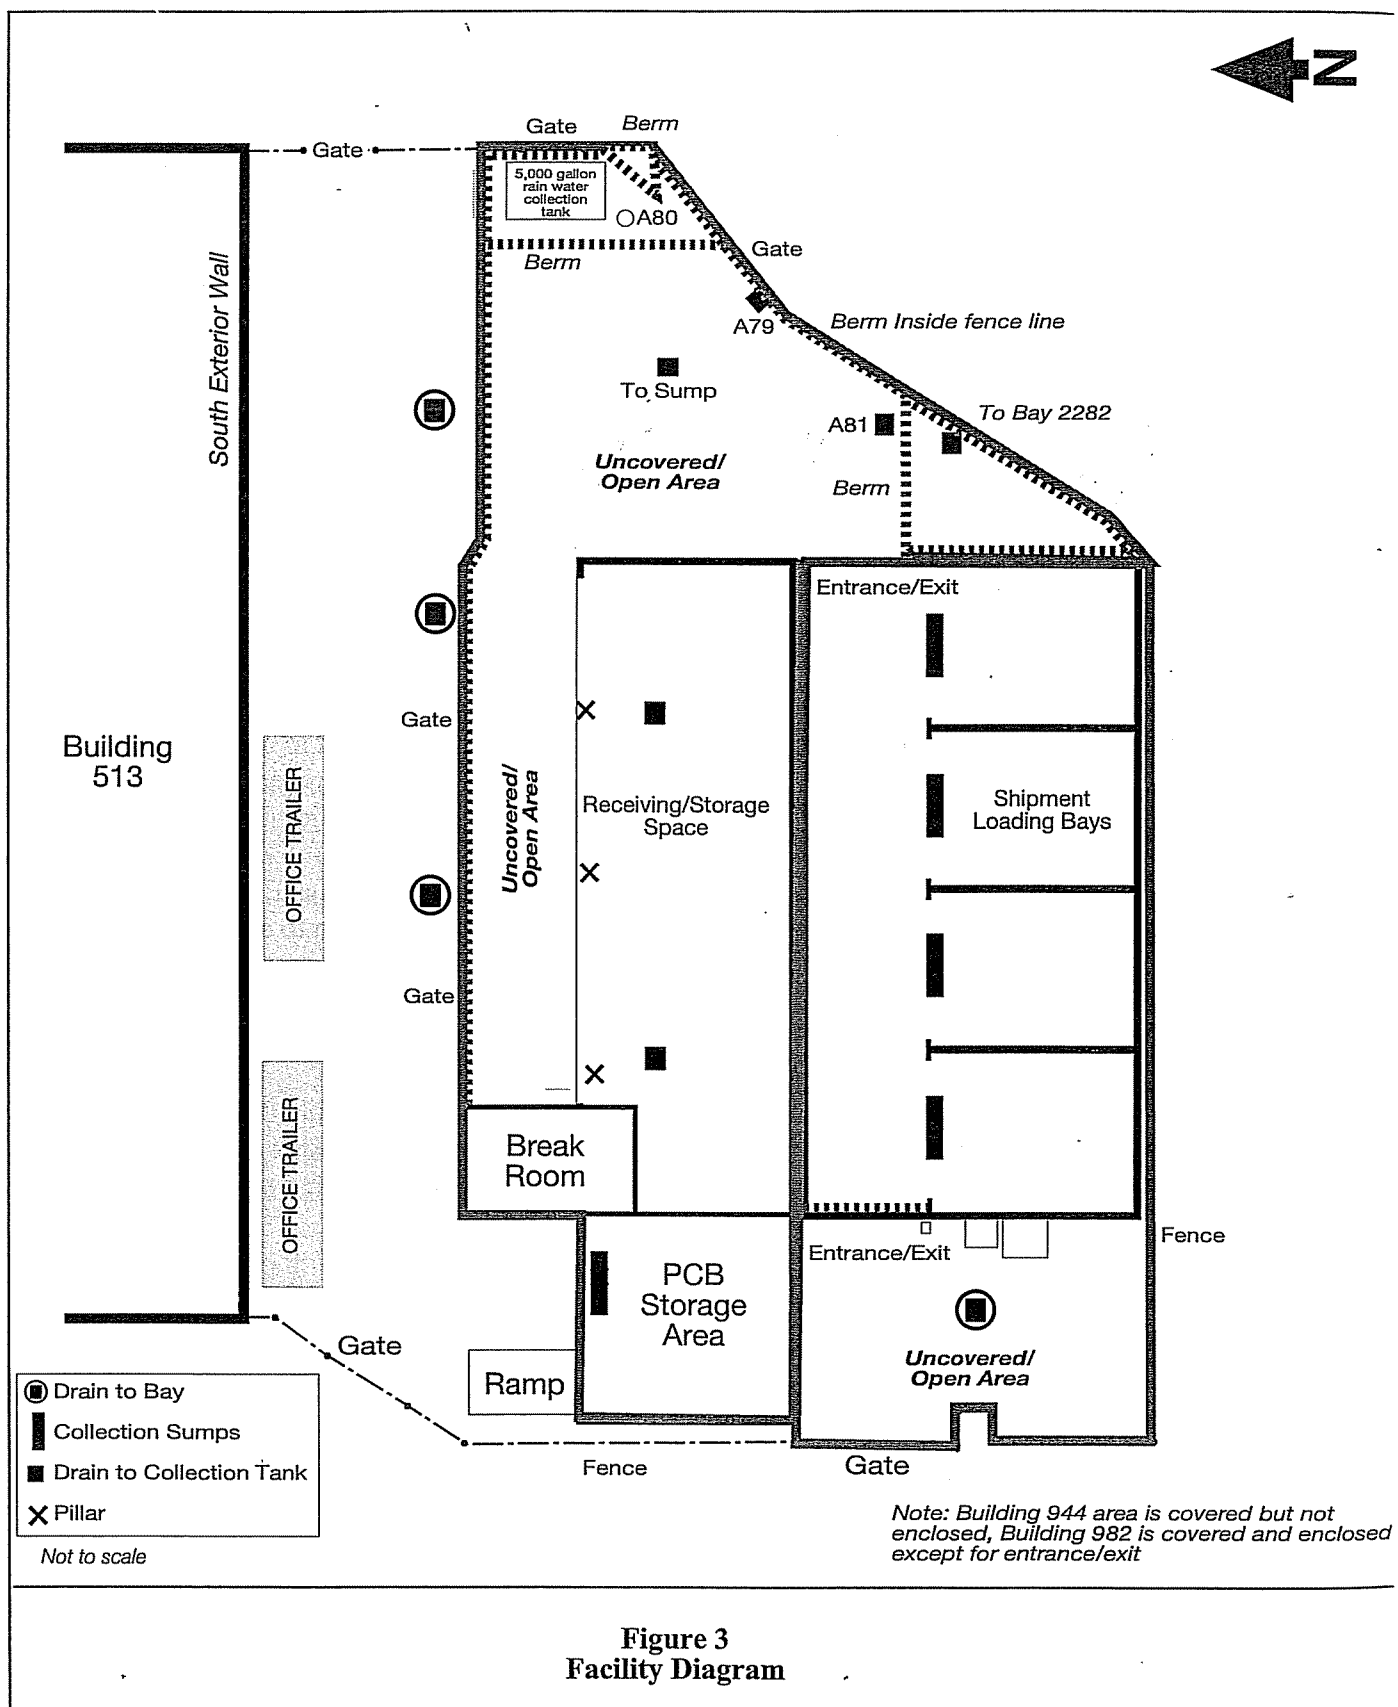 N
Gate
Berm
Gate
5,000 gallon
rain water
collection
tank
A80
Gate
Berm
South Exterior Wall
A79
Berm Inside fence line
To Sump
To Bay 2282
A81
Uncovered/
Open Area
Berm
Entrance/Exit
Gate
Building
513
OFFICE TRAILER
Uncovered/
Open Area
Receiving/Storage
Space
Shipment
Loading Bays
Gate
OFFICE TRAILER
Break
Room
Entrance/Exit
Fence
PCB
Storage
Area
Gate
Uncovered/
Open Area
Ramp
Drain to Bay
Collection Sumps
Drain to Collection Tank
Pillar
Fence
Gate
Not to scale
Note: Building 944 area is covered but not
enclosed, Building 982 is covered and enclosed
except for entrance/exit
Figure 3
Facility Diagram